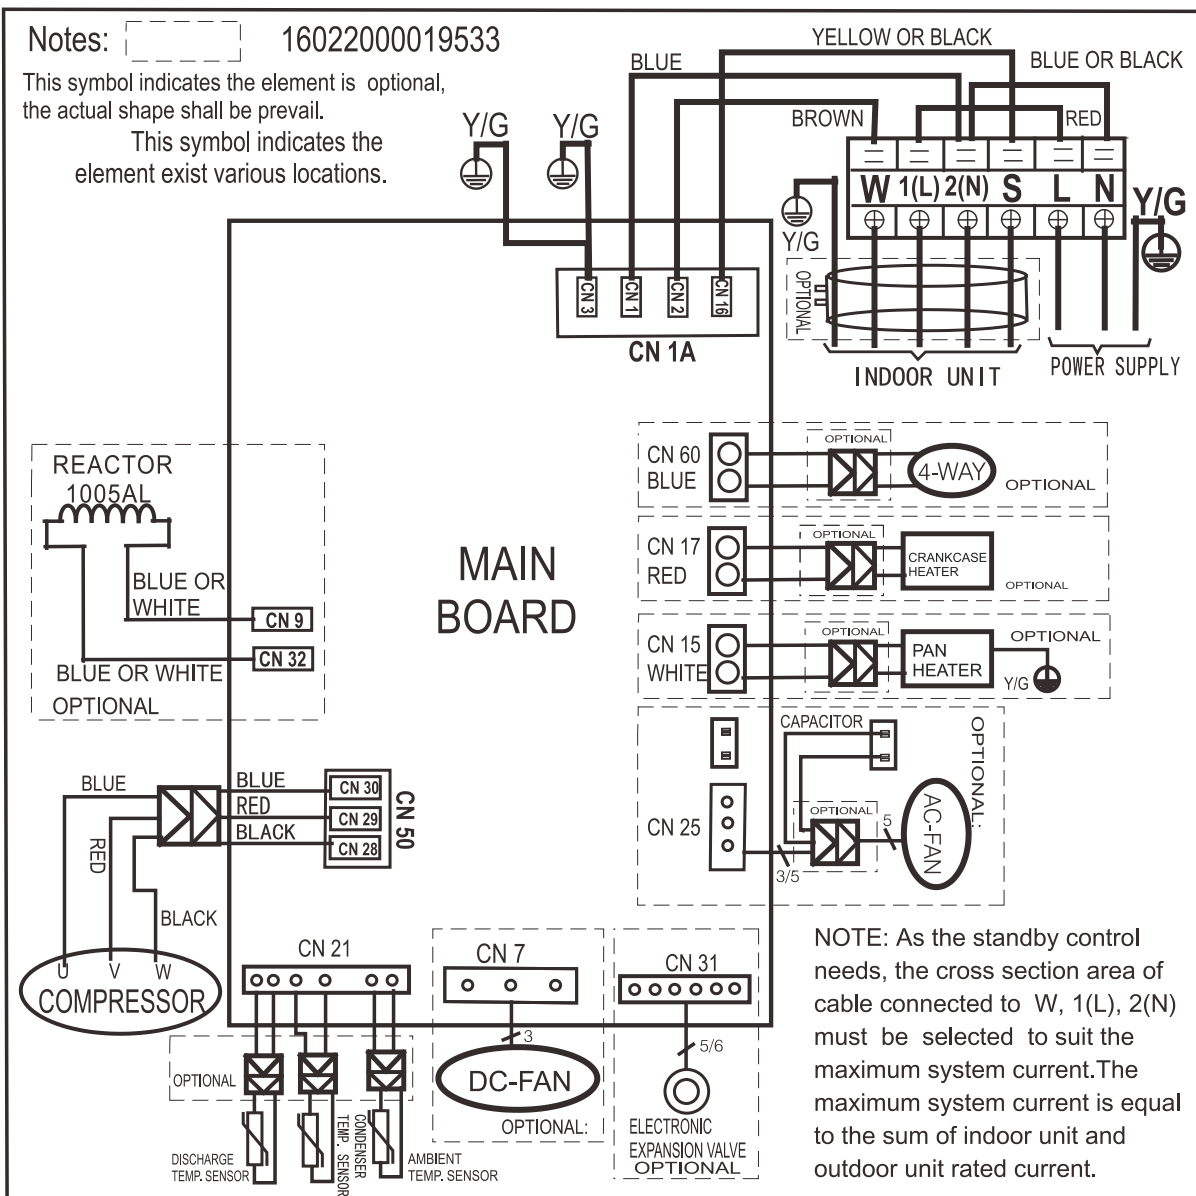 Notes:
16022000019533
This symbol indicates the element is optional,
the actual shape shall be prevail.
This symbol indicates the
element exist various locations.
YELLOW OR BLACK
BLUE
BLUE OR BLACK
BROWN
RED
Y/G
Y/G
W 1(L) 2(N) S L N
Y/G
Y/G
CN 3
CN 1
CN 2
CN 16
CN 1A
OPTIONAL
INDOOR UNIT
POWER SUPPLY
REACTOR
1005AL
BLUE OR
WHITE
CN 9
CN 32
BLUE OR WHITE
OPTIONAL
MAIN
BOARD
CN 60
BLUE
OPTIONAL
4-WAY
OPTIONAL
CN 17
RED
OPTIONAL
CRANKCASE
HEATER
OPTIONAL
CN 15
WHITE
OPTIONAL
PAN
HEATER
OPTIONAL
Y/G
CAPACITOR
OPTIONAL:
CN 25
OPTIONAL
3/5
5
AC-FAN
BLUE
RED
BLACK
BLUE
RED
BLACK
CN 30
CN 29
CN 28
CN 50
U V W
COMPRESSOR
CN 21
OPTIONAL
DISCHARGE
TEMP. SENSOR
CONDENSER
TEMP. SENSOR
AMBIENT
TEMP. SENSOR
CN 7
3
DC-FAN
OPTIONAL:
CN 31
5/6
ELECTRONIC
EXPANSION VALVE
OPTIONAL
NOTE: As the standby control
needs, the cross section area of
cable connected to W, 1(L), 2(N)
must be selected to suit the
maximum system current.The
maximum system current is equal
to the sum of indoor unit and
outdoor unit rated current.